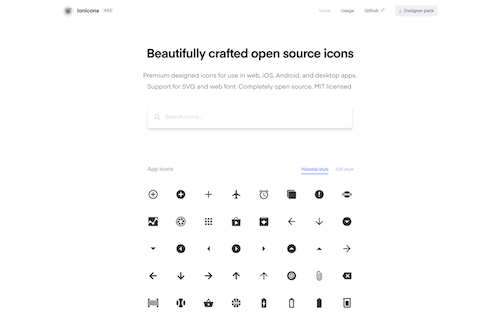 Ionicons
Home Usage Github Designer pack
Beautifully crafted open source icons
Premium designed icons for use in web, iOS, Android, and desktop apps.
Support for SVG and web font. Completely open source, MIT licensed.
Search icons...
App icons
Material style iOS style